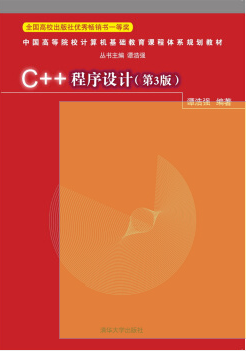 全国高校出版社优秀畅销书一等奖
中国高等院校计算机基础教育课程体系规划教材
丛书主编 谭浩强
C++ 程序设计（第3版）
谭浩强 编著
清华大学出版社